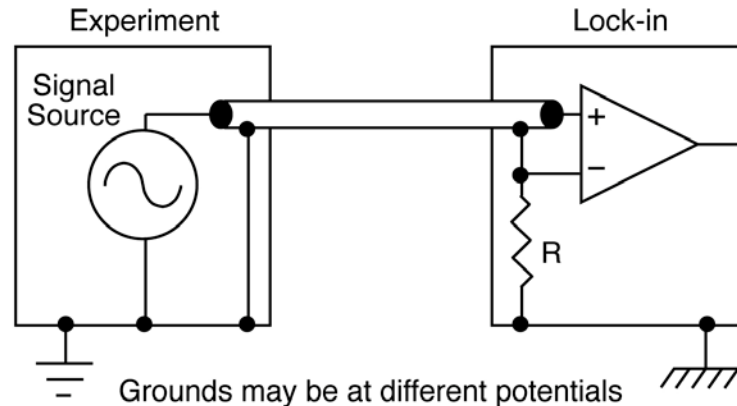 Experiment
Lock-in
Signal
Source
+
−
R
Grounds may be at different potentials